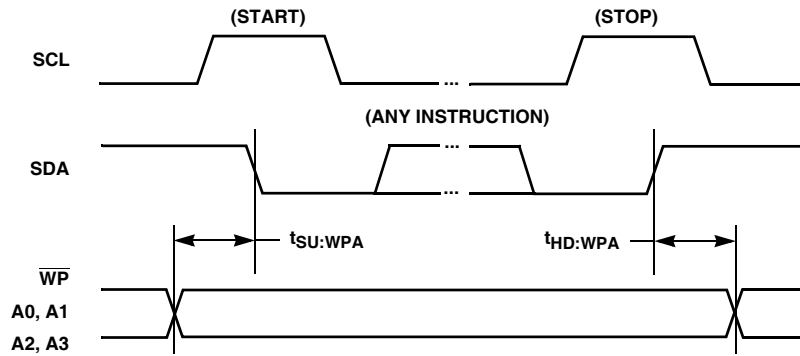 (START)
(STOP)
SCL
...
(ANY INSTRUCTION)
SDA
...
...
tSU:WPA
tHD:WPA
WP
A0, A1
A2, A3